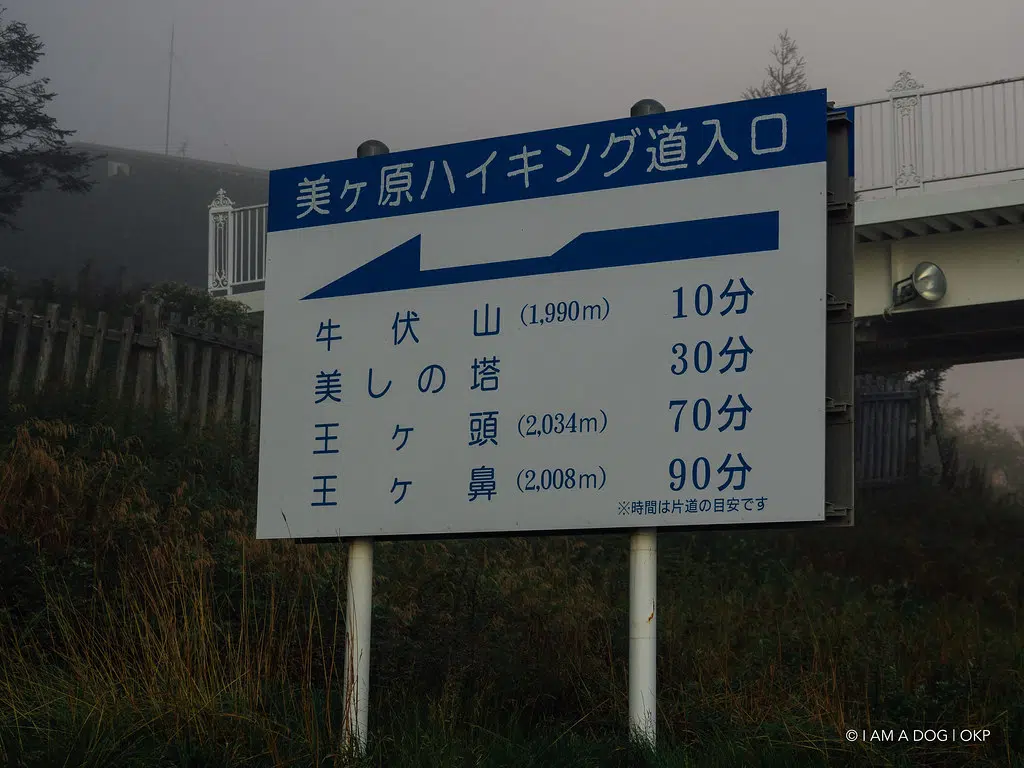 美ヶ原ハイキング道入口
牛伏山 (1,990m) 10分
美しの塔 30分
王ヶ頭 (2,034m) 70分
王ヶ鼻 (2,008m) 90分
※時間は片道の目安です
© I AM A DOG | OKP